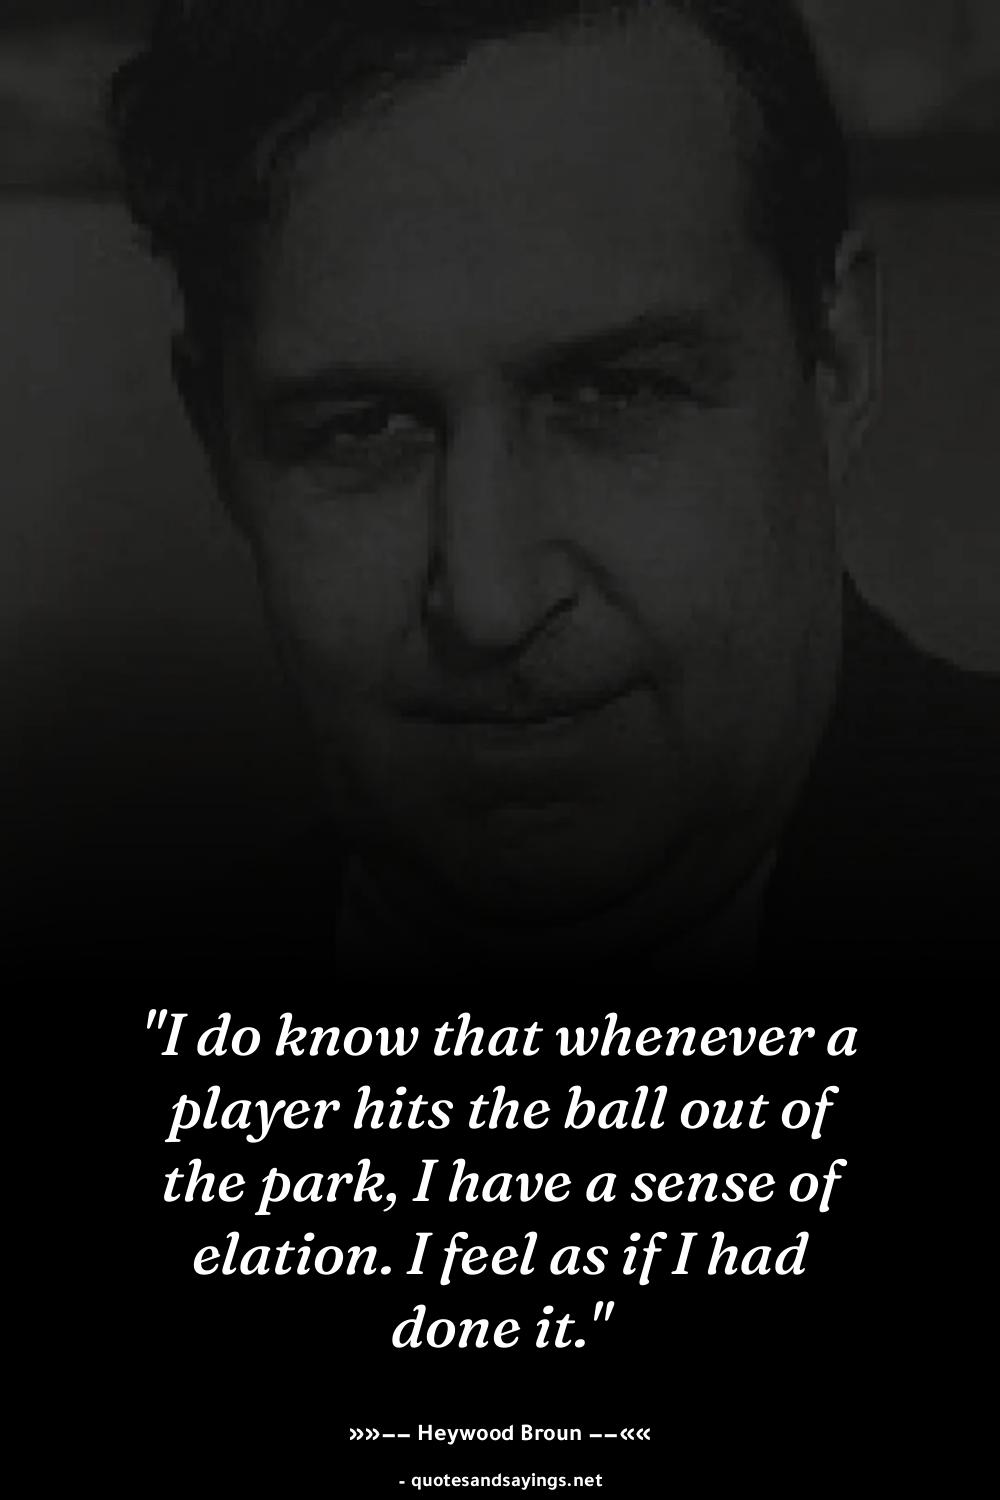 "I do know that whenever a
player hits the ball out of
the park, I have a sense of
elation. I feel as if I had
done it."
»»–– Heywood Broun ––««
- quotesandsayings.net